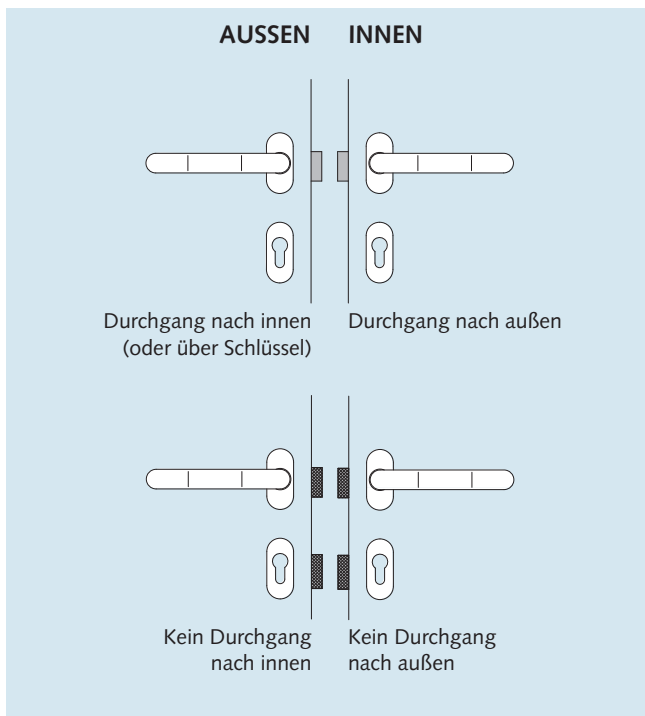 AUSSEN INNEN
Durchgang nach innen
(oder über Schlüssel)
Durchgang nach außen
Kein Durchgang
nach innen
Kein Durchgang
nach außen